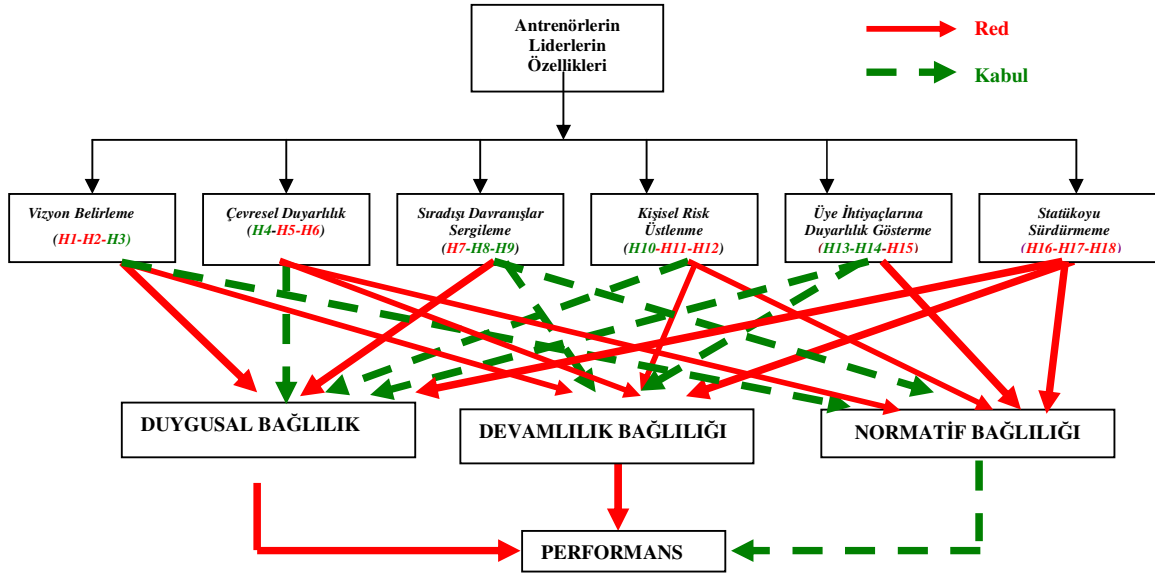 Antrenörlerin
Liderlerin
Özellikleri
Red
Kabul
Vizyon Belirleme
(H1-H2-H3)
Çevresel Duyarlılık
(H4-H5-H6)
Sıradışı Davranışlar
Sergileme
(H7-H8-H9)
Kişisel Risk
Üstlenme
(H10-H11-H12)
Üye İhtiyaçlarına
Duyarlılık Gösterme
(H13-H14-H15)
Statükoyu
Sürdürmeme
(H16-H17-H18)
DUYGUSAL BAĞLILIK
DEVAMLILIK BAĞLILIĞI
NORMATİF BAĞLILIĞI
PERFORMANS